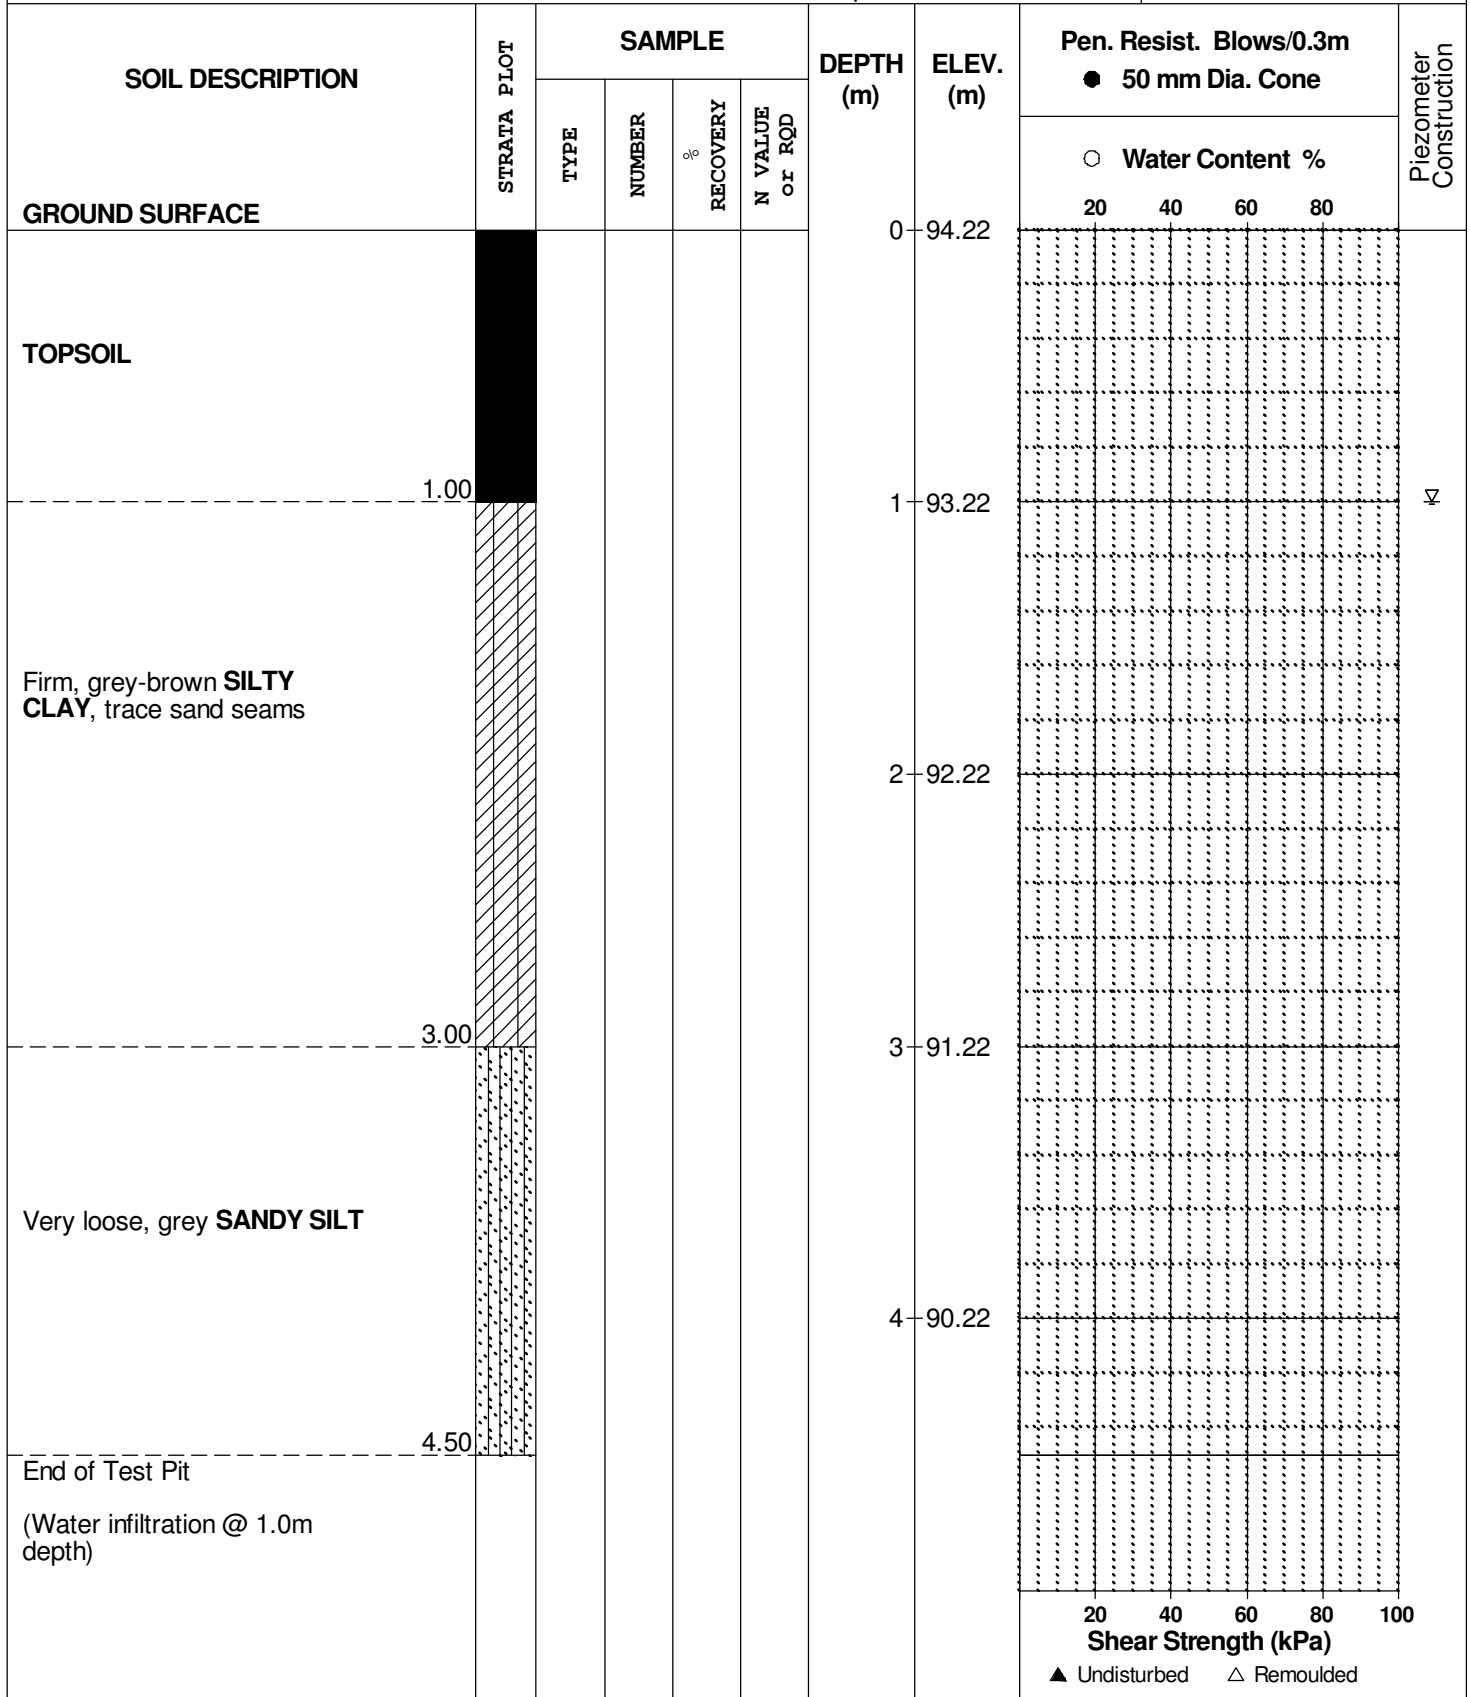 SOIL DESCRIPTION
GROUND SURFACE
STRATA PLOT
SAMPLE
TYPE
NUMBER
%
RECOVERY
N VALUE
or RQD
DEPTH
(m)
ELEV.
(m)
Pen. Resist. Blows/0.3m
● 50 mm Dia. Cone
○ Water Content %
20 40 60 80
Piezometer
Construction
0 94.22
TOPSOIL
1.00
1 93.22
Firm, grey-brown SILTY
CLAY, trace sand seams
2 92.22
3.00
3 91.22
Very loose, grey SANDY SILT
4 90.22
4.50
End of Test Pit
(Water infiltration @ 1.0m
depth)
20 40 60 80 100
Shear Strength (kPa)
▲ Undisturbed △ Remoulded